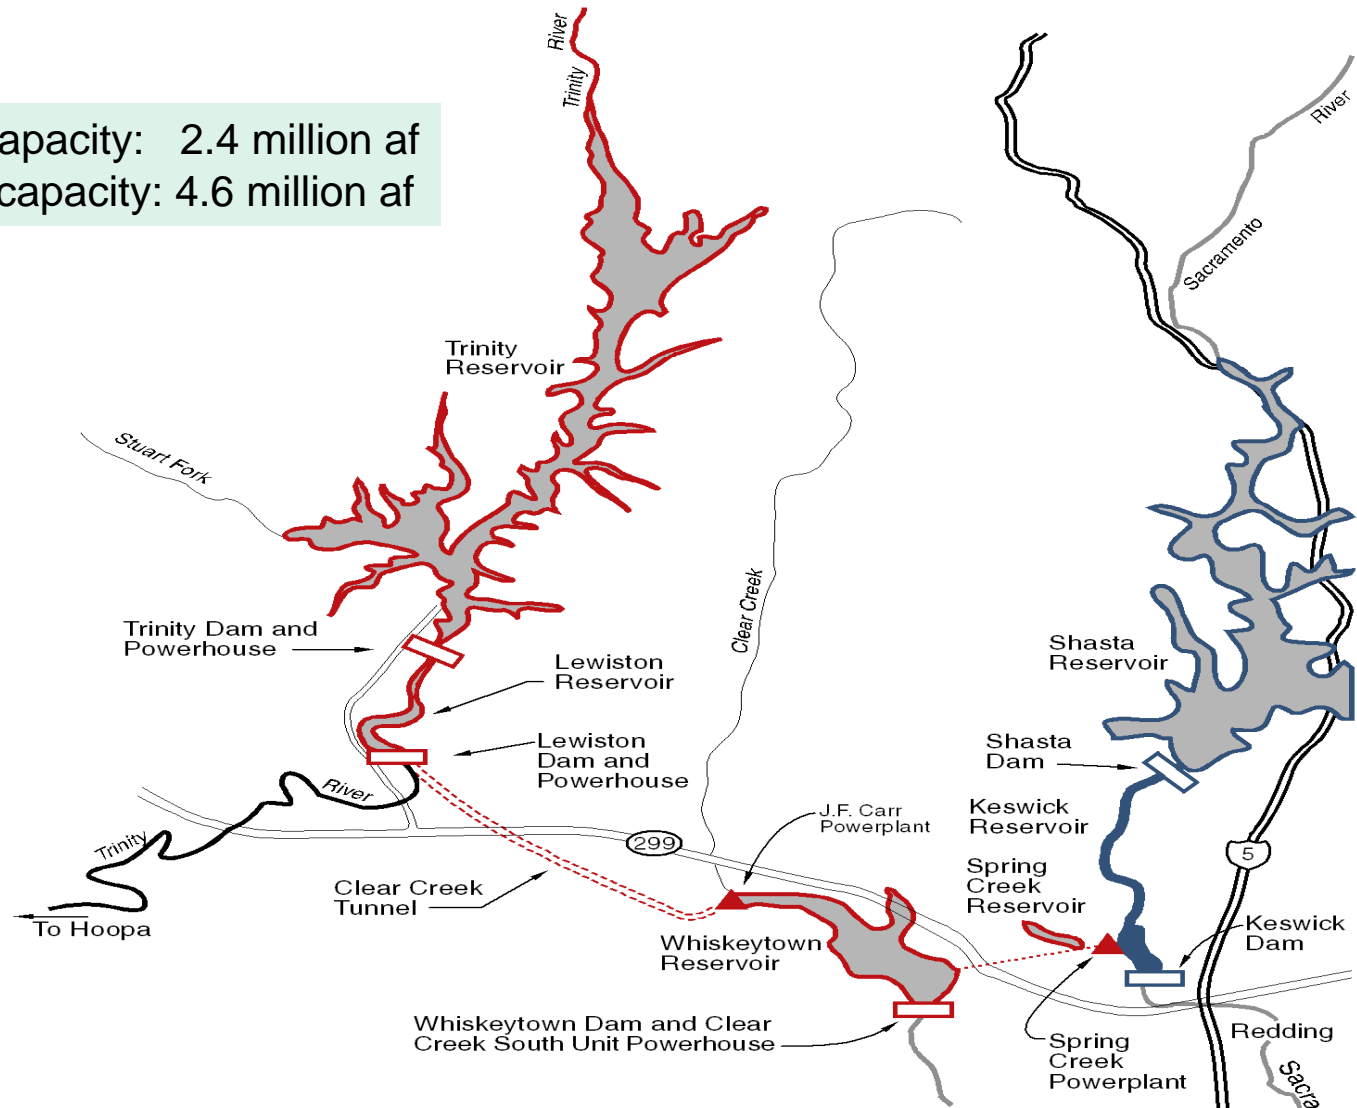 River
Trinity
apacity:   2.4 million af
capacity: 4.6 million af
River
Sacramento
Trinity
Reservoir
Stuart Fork
Clear Creek
Trinity Dam and
Powerhouse
Lewiston
Reservoir
Shasta
Reservoir
Lewiston
Dam and
Powerhouse
Shasta
Dam
River
Trinity
Keswick
Reservoir
J.F. Carr
Powerplant
299
5
Spring
Creek
Reservoir
Clear Creek
Tunnel
To Hoopa
Whiskeytown
Reservoir
Keswick
Dam
Whiskeytown Dam and Clear
Creek South Unit Powerhouse
Spring
Creek
Powerplant
Redding
Sacra